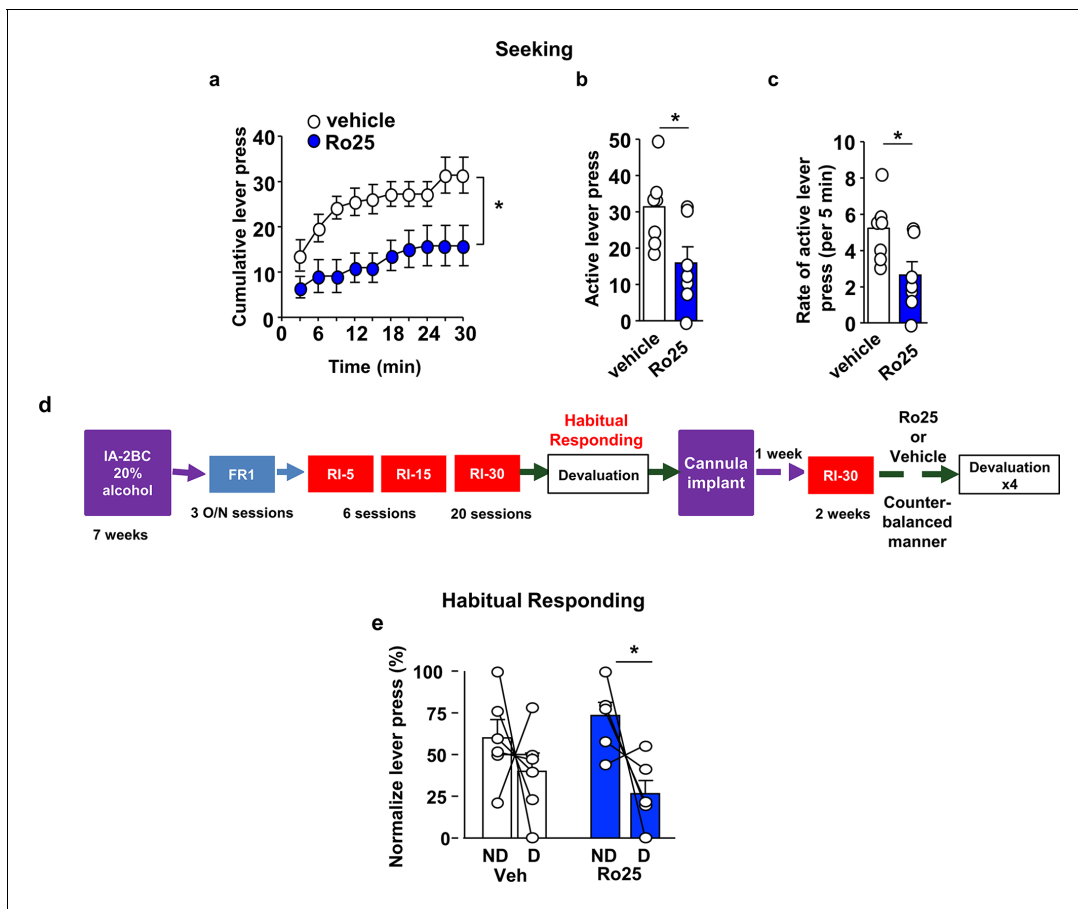 Seeking
a
b
c
vehicle
Ro25
Cumulative lever press
40
30
20
10
0
0 6 12 18 24 30
Time (min)
*
Active lever press
50
40
30
20
10
0
*
vehicle
Ro25
Rate of active lever
press (per 5 min)
10
8
6
4
2
0
*
vehicle
Ro25
d
IA-2BC
20%
alcohol
7 weeks
FR1
3 O/N sessions
RI-5
RI-15
RI-30
6 sessions
20 sessions
Habitual
Responding
Devaluation
Cannula
implant
1 week
RI-30
2 weeks
Ro25
or
Vehicle
Counter-
balanced
manner
Devaluation
x4
Habitual Responding
e
Normalize lever press (%)
100
75
50
25
0
*
ND D
Veh
ND D
Ro25